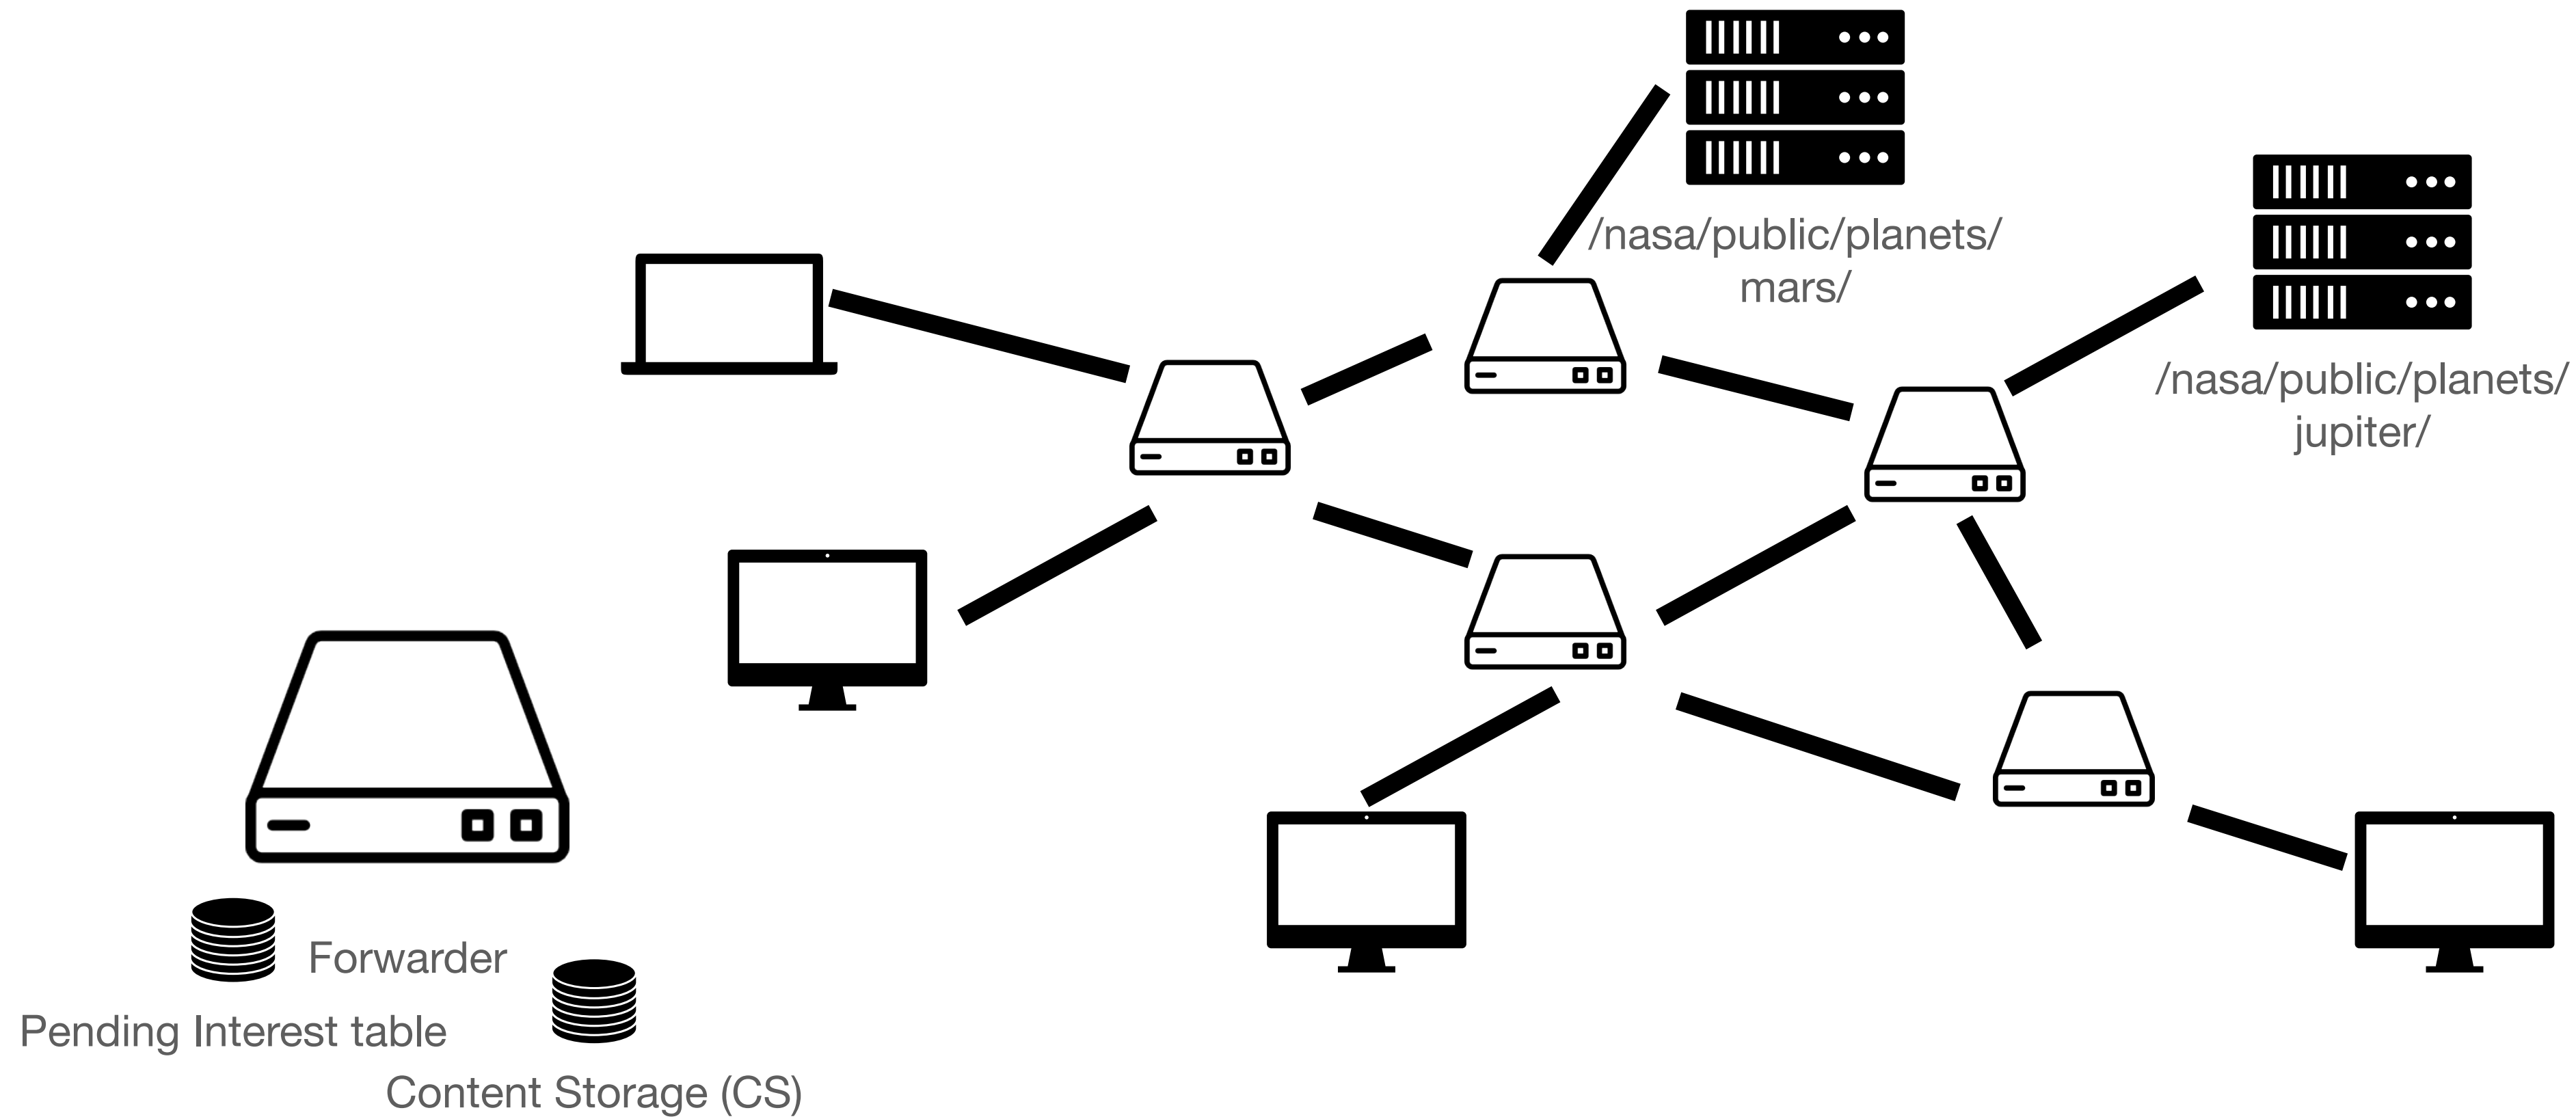 /nasa/public/planets/
mars/
/nasa/public/planets/
jupiter/
Forwarder
Pending Interest table
Content Storage (CS)